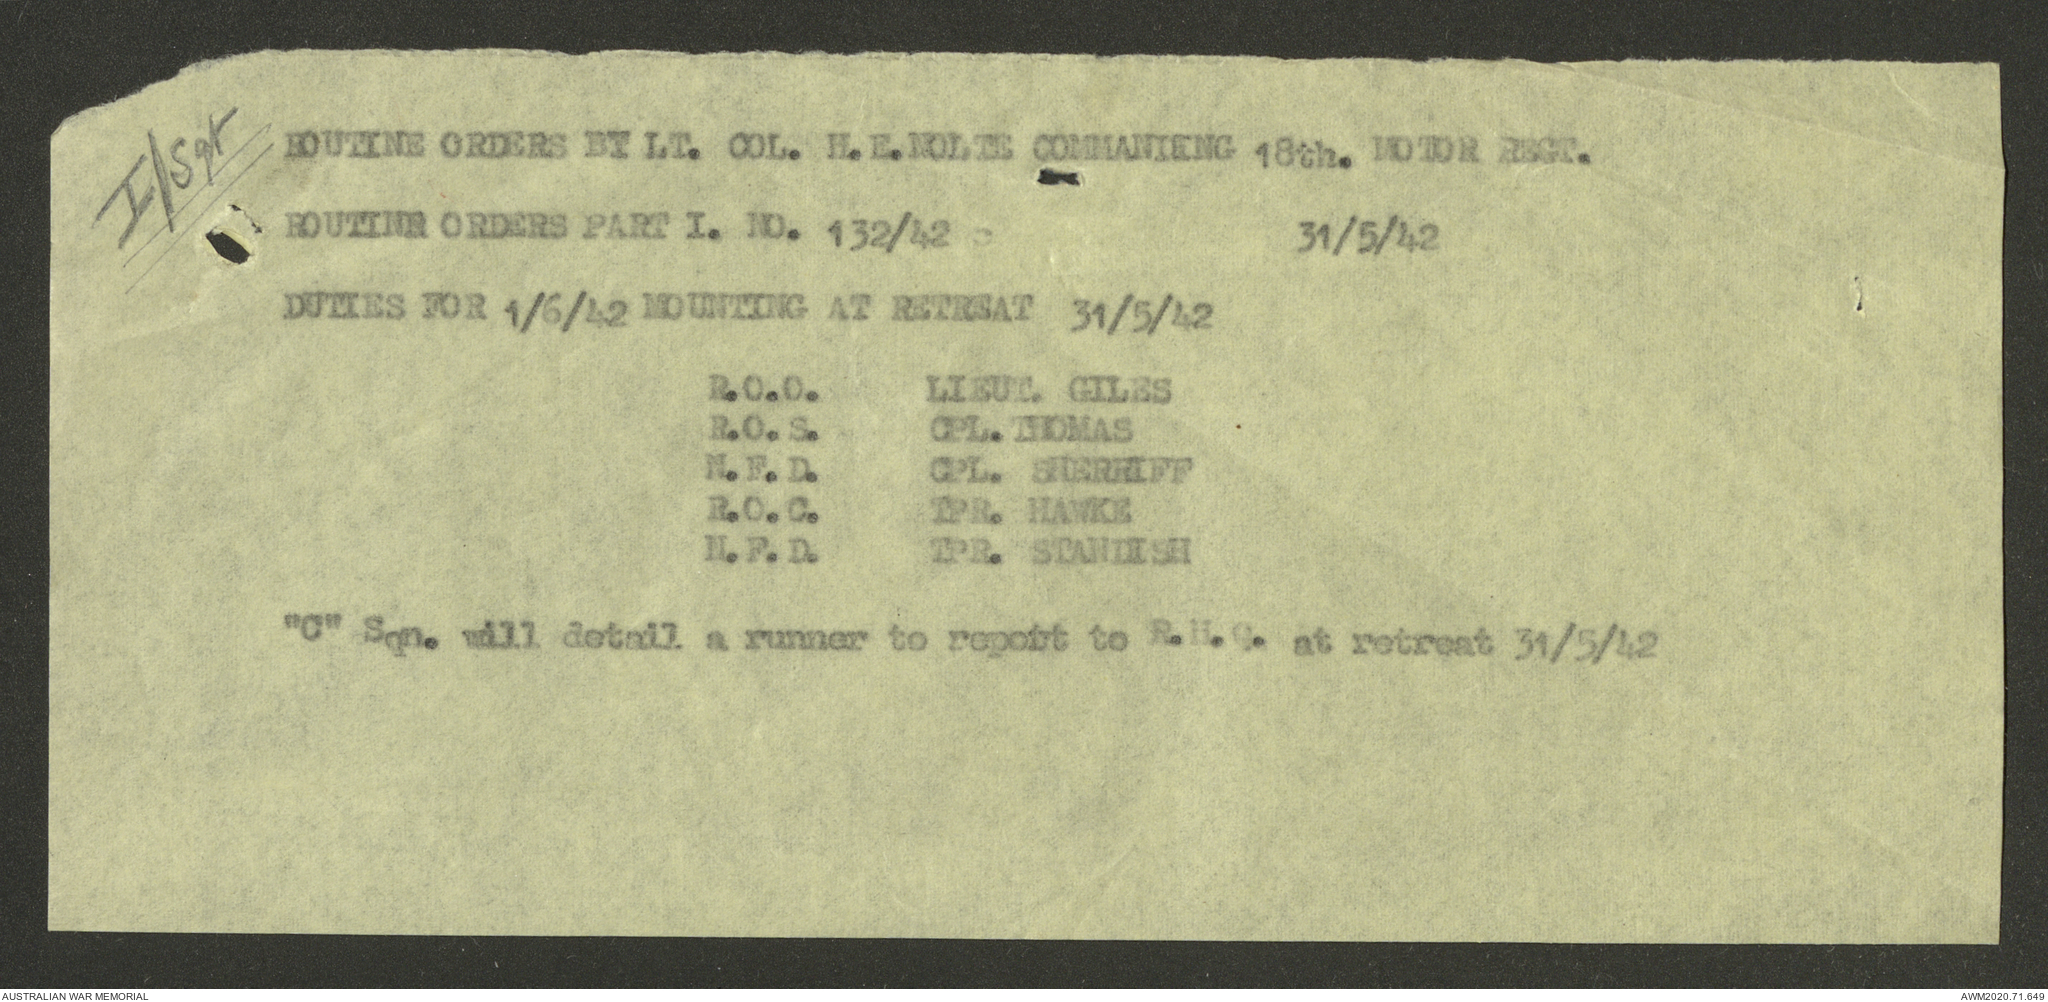 I/Sgt
ROUTINE ORDERS BY LT. COL. H.E.NOLTE COMMANDING 18th. MOTOR REGT.
ROUTINE ORDERS PART I. NO. 132/42 31/5/42
DUTIES FOR 1/6/42 MOUNTING AT RETREAT 31/5/42
R.O.O. LIEUT. GILES
R.O.S. CPL.THOMAS
N.F.D. CPL. SHERRIFF
R.O.C. TPR. HAWKE
N.F.D. TPR. STANDISH
"C" Sqn. will detail a runner to report to R.H.Q. at retreat 31/5/42
AUSTRALIAN WAR MEMORIAL AWM2020.71.649